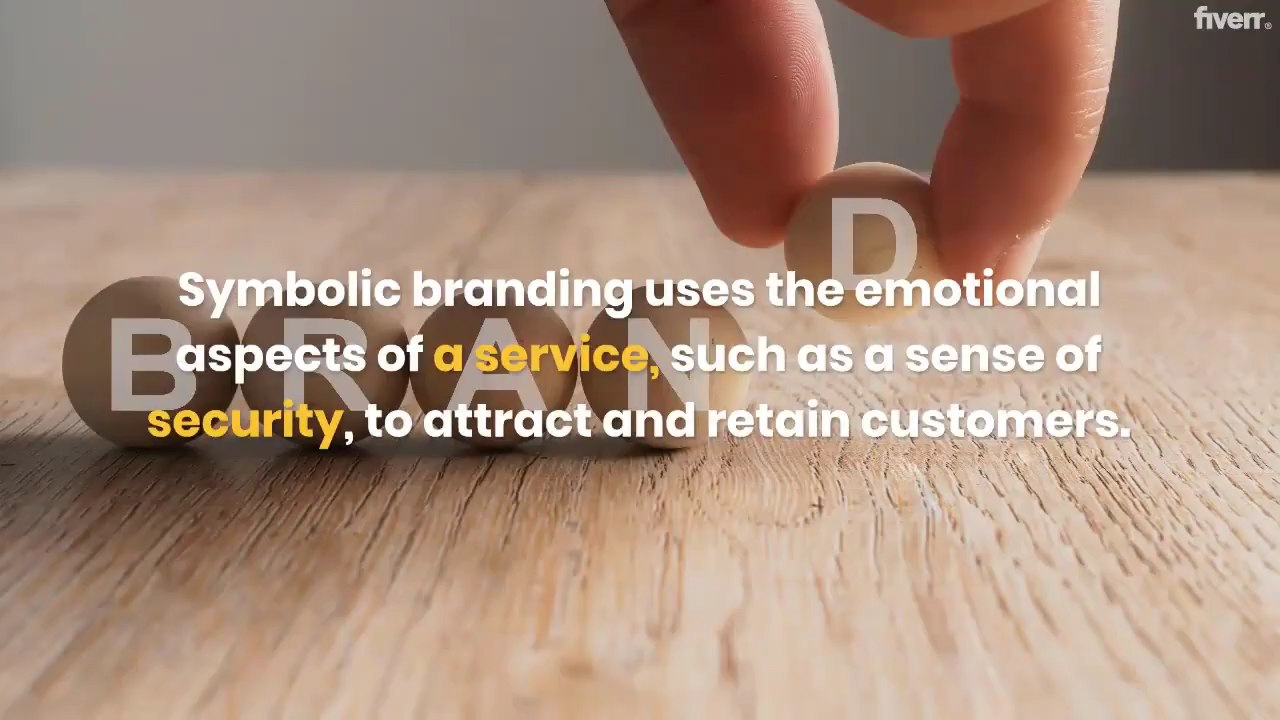 fiverr®
D
Symbolic branding uses the emotional
BRAN
aspects of a service, such as a sense of
security, to attract and retain customers.